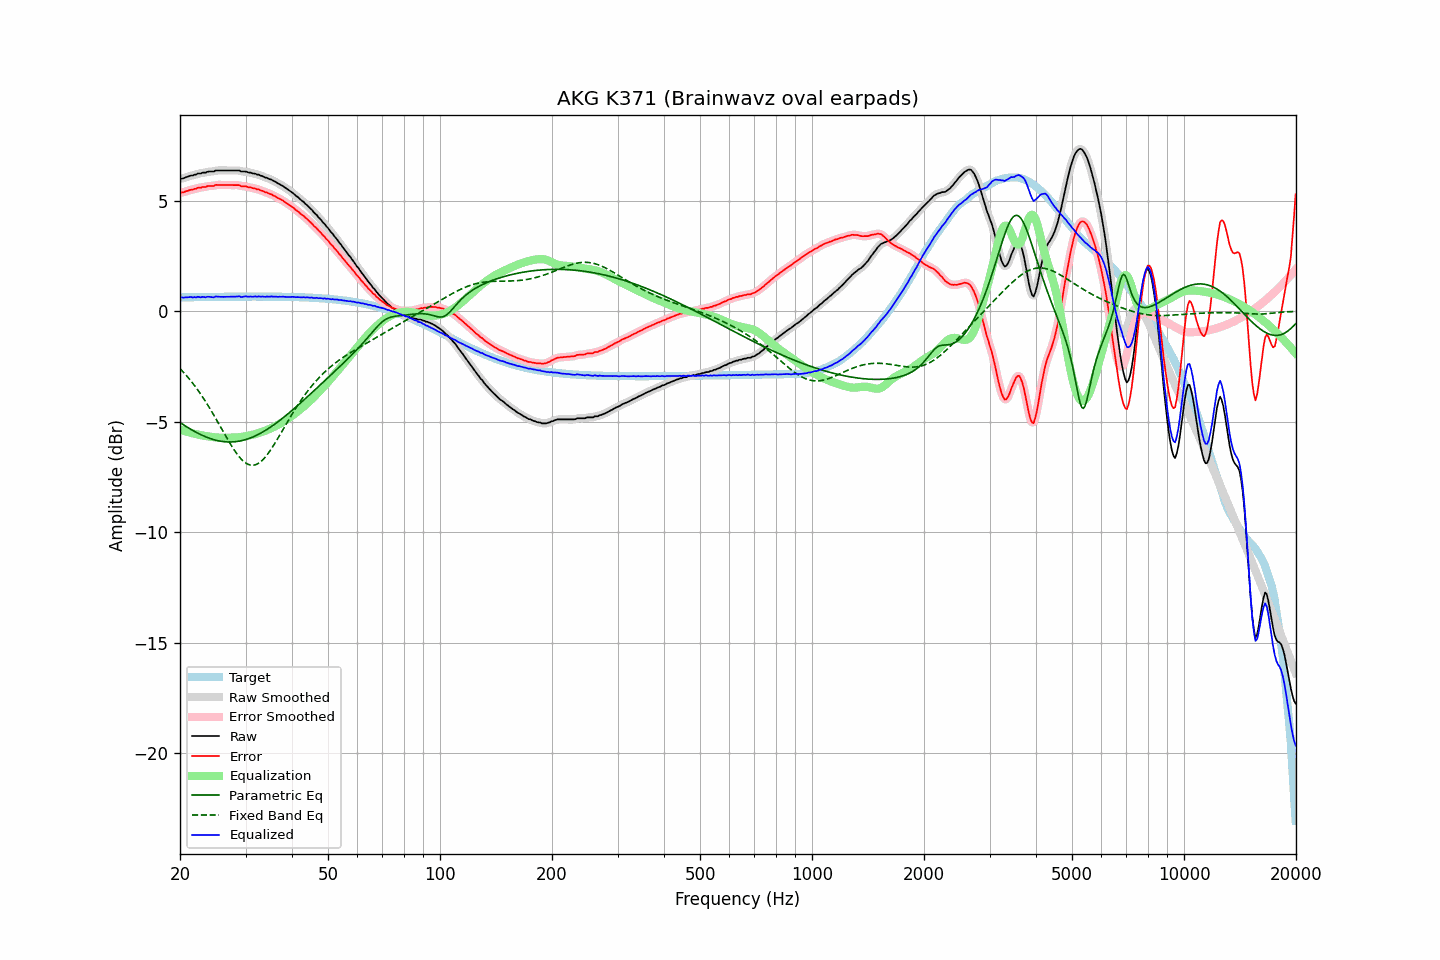 AKG K371 (Brainwavz oval earpads)
Amplitude (dBr)
5
0
−5
−10
−15
−20
Target
Raw Smoothed
Error Smoothed
Raw
Error
Equalization
Parametric Eq
Fixed Band Eq
Equalized
20 50 100 200 500 1000 2000 5000 10000 20000
Frequency (Hz)